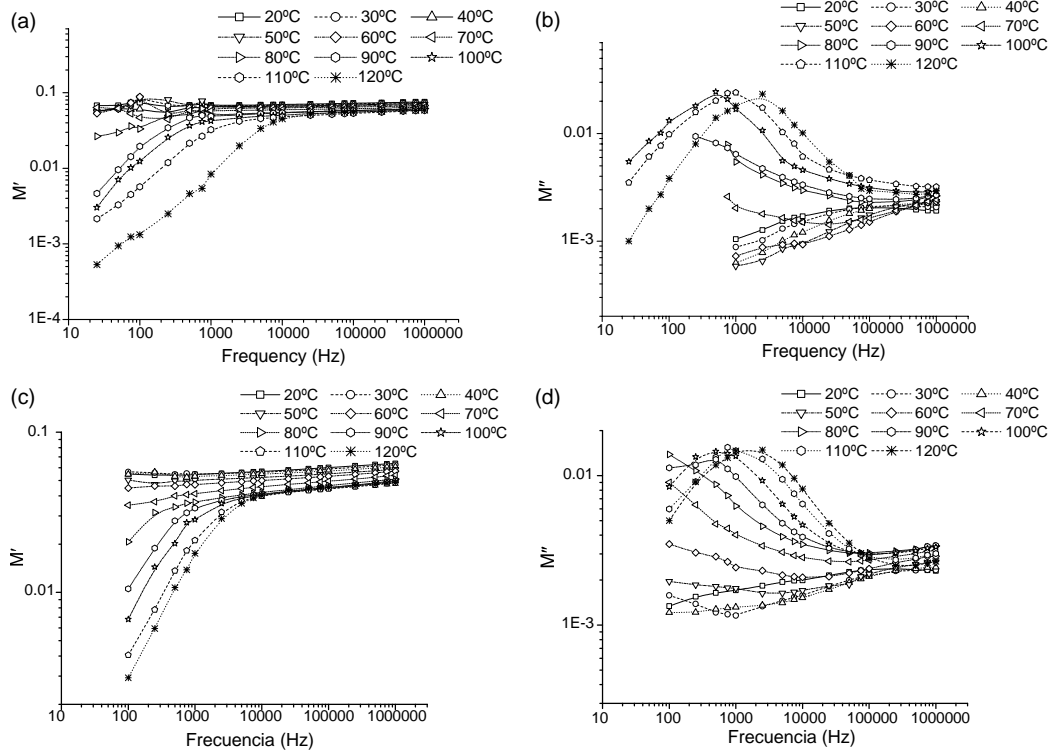 (a)
20ºC 30ºC 40ºC
50ºC 60ºC 70ºC
80ºC 90ºC 100ºC
110ºC 120ºC
M′
0.1
0.01
1E-3
1E-4
10 100 1000 10000 100000 1000000
Frequency (Hz)
(b)
20ºC 30ºC 40ºC
50ºC 60ºC 70ºC
80ºC 90ºC 100ºC
110ºC 120ºC
M″
0.01
1E-3
10 100 1000 10000 100000 1000000
Frequency (Hz)
(c)
20ºC 30ºC 40ºC
50ºC 60ºC 70ºC
80ºC 90ºC 100ºC
110ºC 120ºC
M′
0.1
0.01
10 100 1000 10000 100000 1000000
Frecuencia (Hz)
(d)
20ºC 30ºC 40ºC
50ºC 60ºC 70ºC
80ºC 90ºC 100ºC
110ºC 120ºC
M″
0.01
1E-3
10 100 1000 10000 100000 1000000
Frecuencia (Hz)